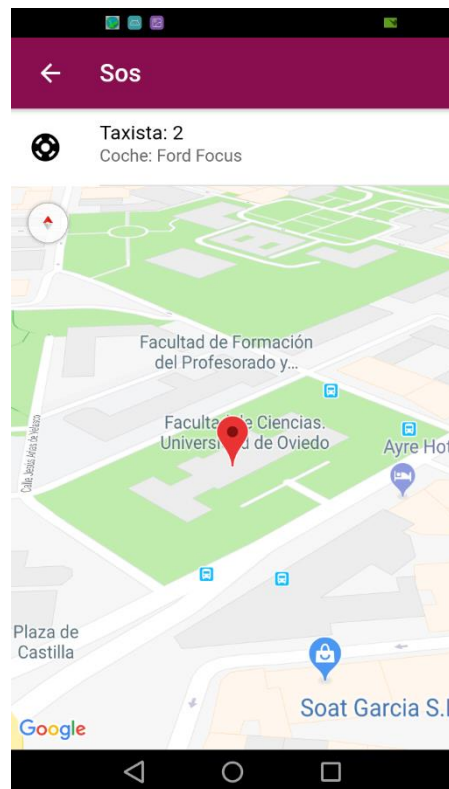 Sos
Taxista: 2
Coche: Ford Focus
Facultad de Formación
del Profesorado y...
Facultad de Ciencias.
Universidad de Oviedo
Ayre Hot
Calle Jesús Arias de Velasco
Plaza de
Castilla
Soat Garcia S.
Google